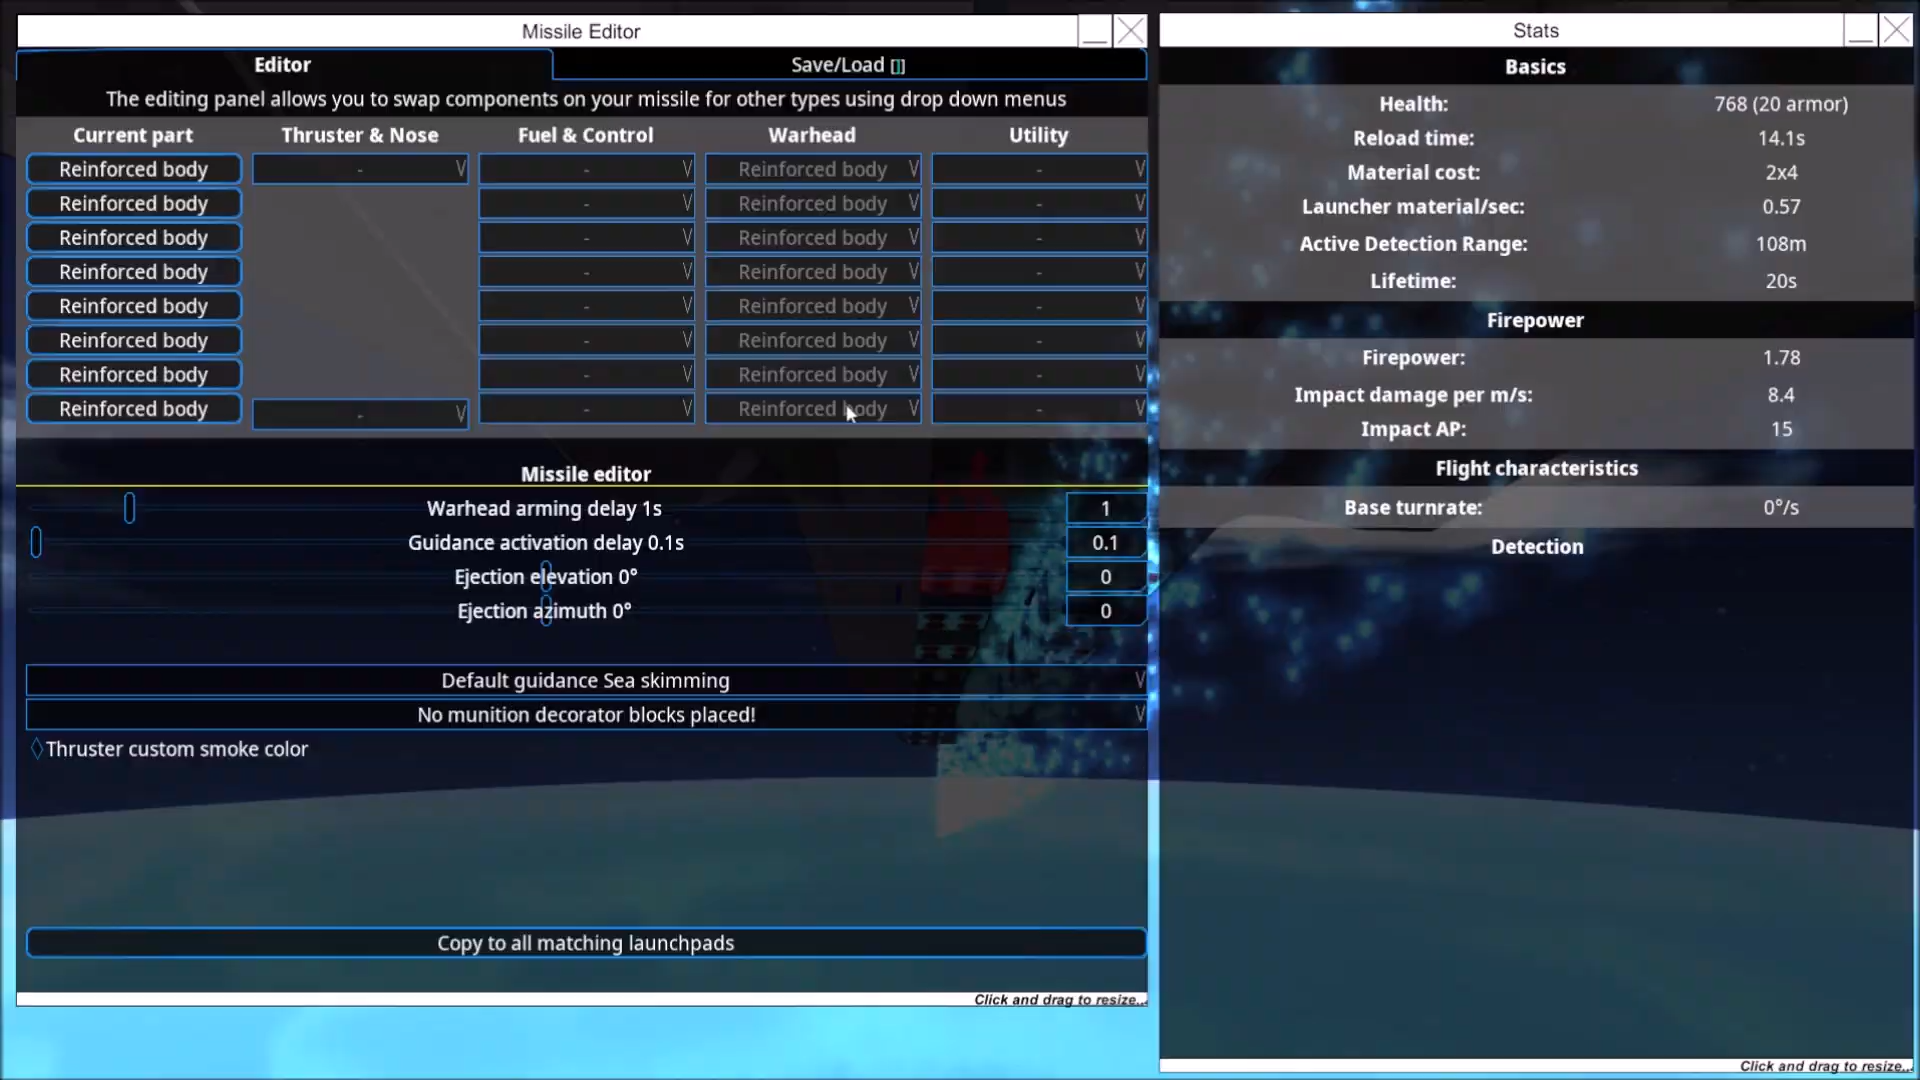 Missile Editor
Editor
Save/Load []
The editing panel allows you to swap components on your missile for other types using drop down menus
Current part Thruster & Nose Fuel & Control Warhead Utility
Reinforced body - V - V Reinforced body V - V
Reinforced body - V Reinforced body V - V
Reinforced body - V Reinforced body V - V
Reinforced body - V Reinforced body V - V
Reinforced body - V Reinforced body V - V
Reinforced body - V Reinforced body V - V
Reinforced body - V Reinforced body V - V
Reinforced body - V - V Reinforced body V - V
Missile editor
Warhead arming delay 1s 1
Guidance activation delay 0.1s 0.1
Ejection elevation 0° 0
Ejection azimuth 0° 0
Default guidance Sea skimming V
No munition decorator blocks placed! V
Thruster custom smoke color
Copy to all matching launchpads
Click and drag to resize...
Stats
Basics
Health: 768 (20 armor)
Reload time: 14.1s
Material cost: 2x4
Launcher material/sec: 0.57
Active Detection Range: 108m
Lifetime: 20s
Firepower
Firepower: 1.78
Impact damage per m/s: 8.4
Impact AP: 15
Flight characteristics
Base turnrate: 0°/s
Detection
Click and drag to resize...